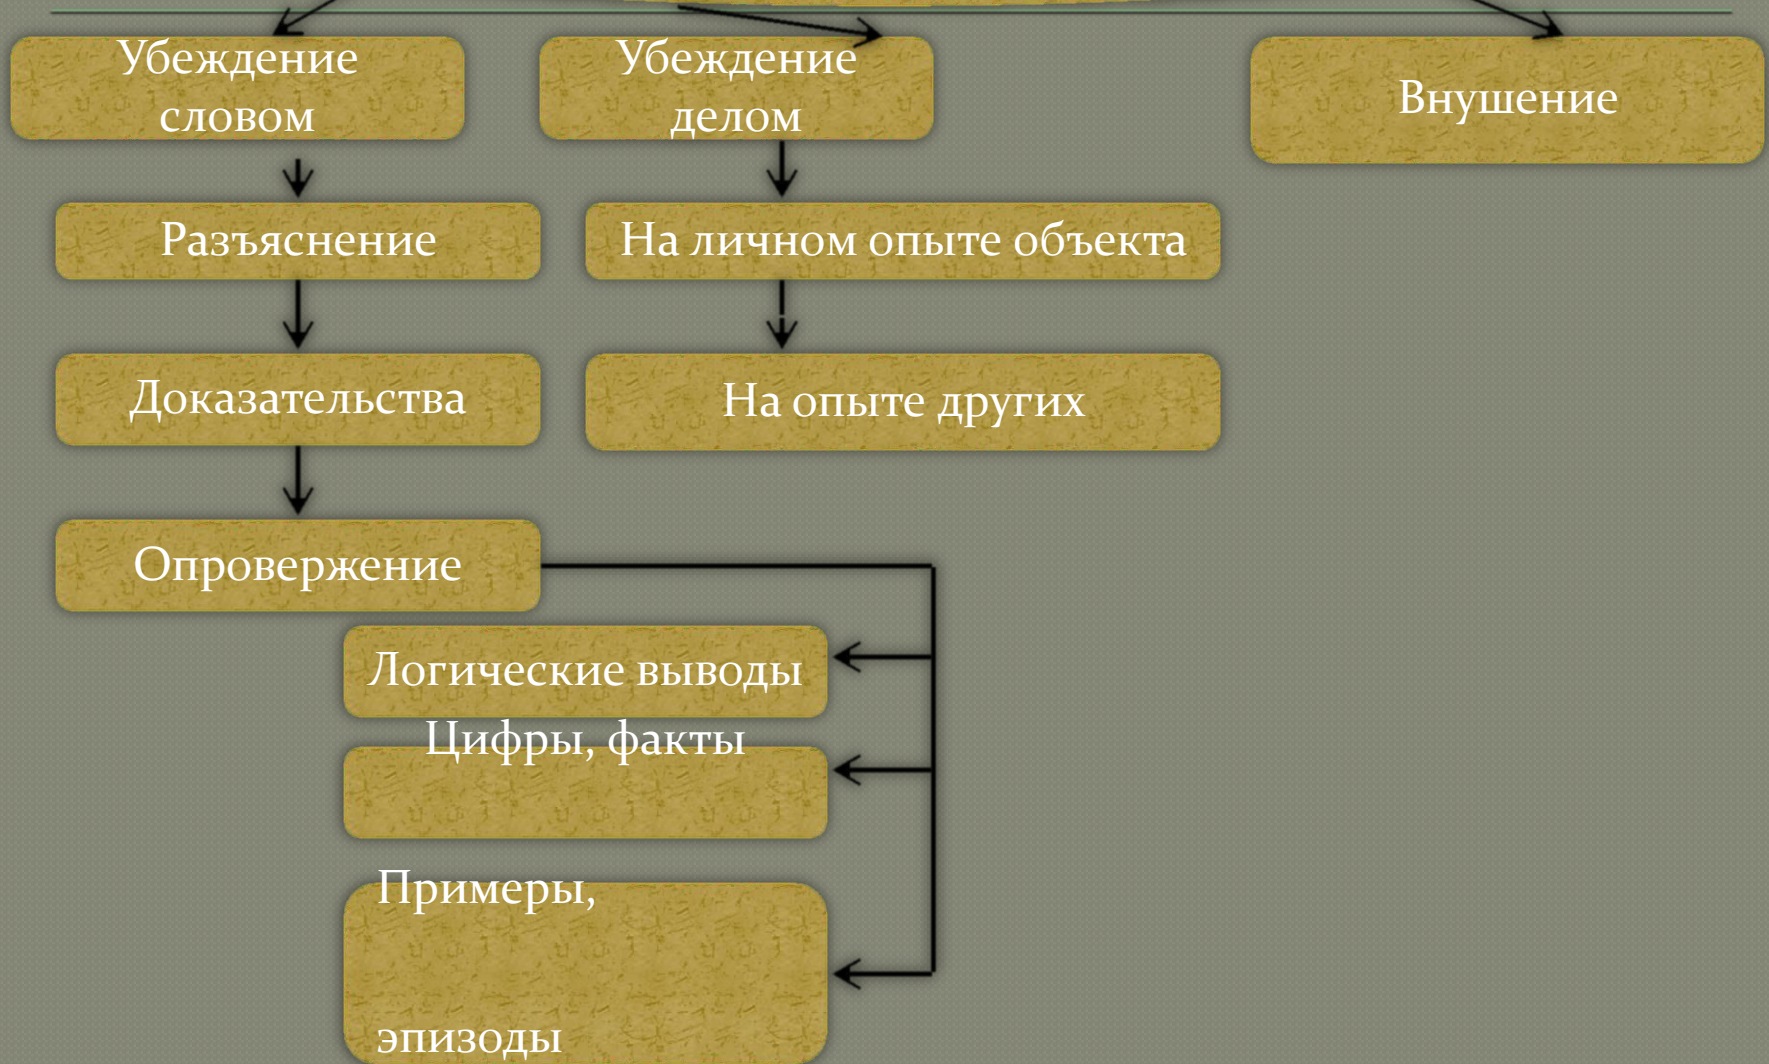 Убеждение
словом
Убеждение
делом
Внушение
Разъяснение
На личном опыте объекта
Доказательства
На опыте других
Опровержение
Логические выводы
Цифры, факты
Примеры,
эпизоды